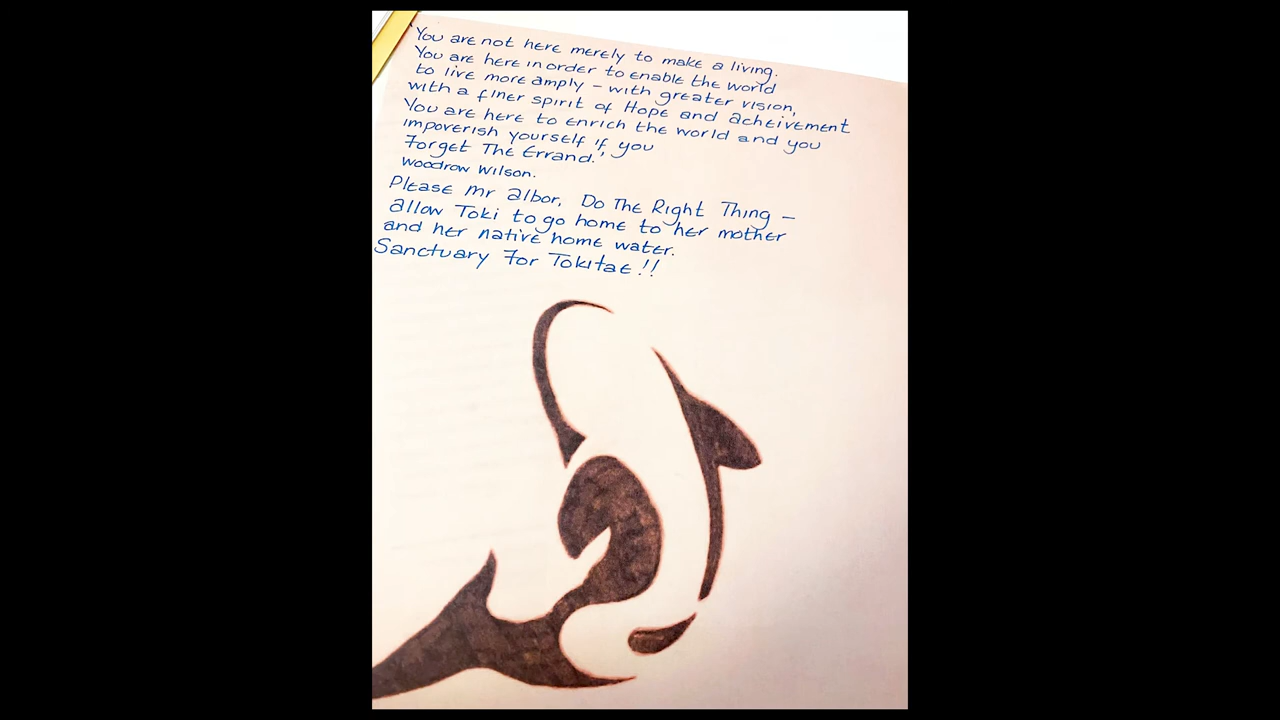 'You are not here merely to make a living.
You are here in order to enable the world
to live more amply - with greater vision,
with a finer spirit of Hope and acheivement
You are here to enrich the world and you
impoverish yourself if you
Forget The Errand.'
Woodrow Wilson.
Please Mr Albor, Do The Right Thing -
allow Toki to go home to her mother
and her native home water.
Sanctuary For Tokitae!!